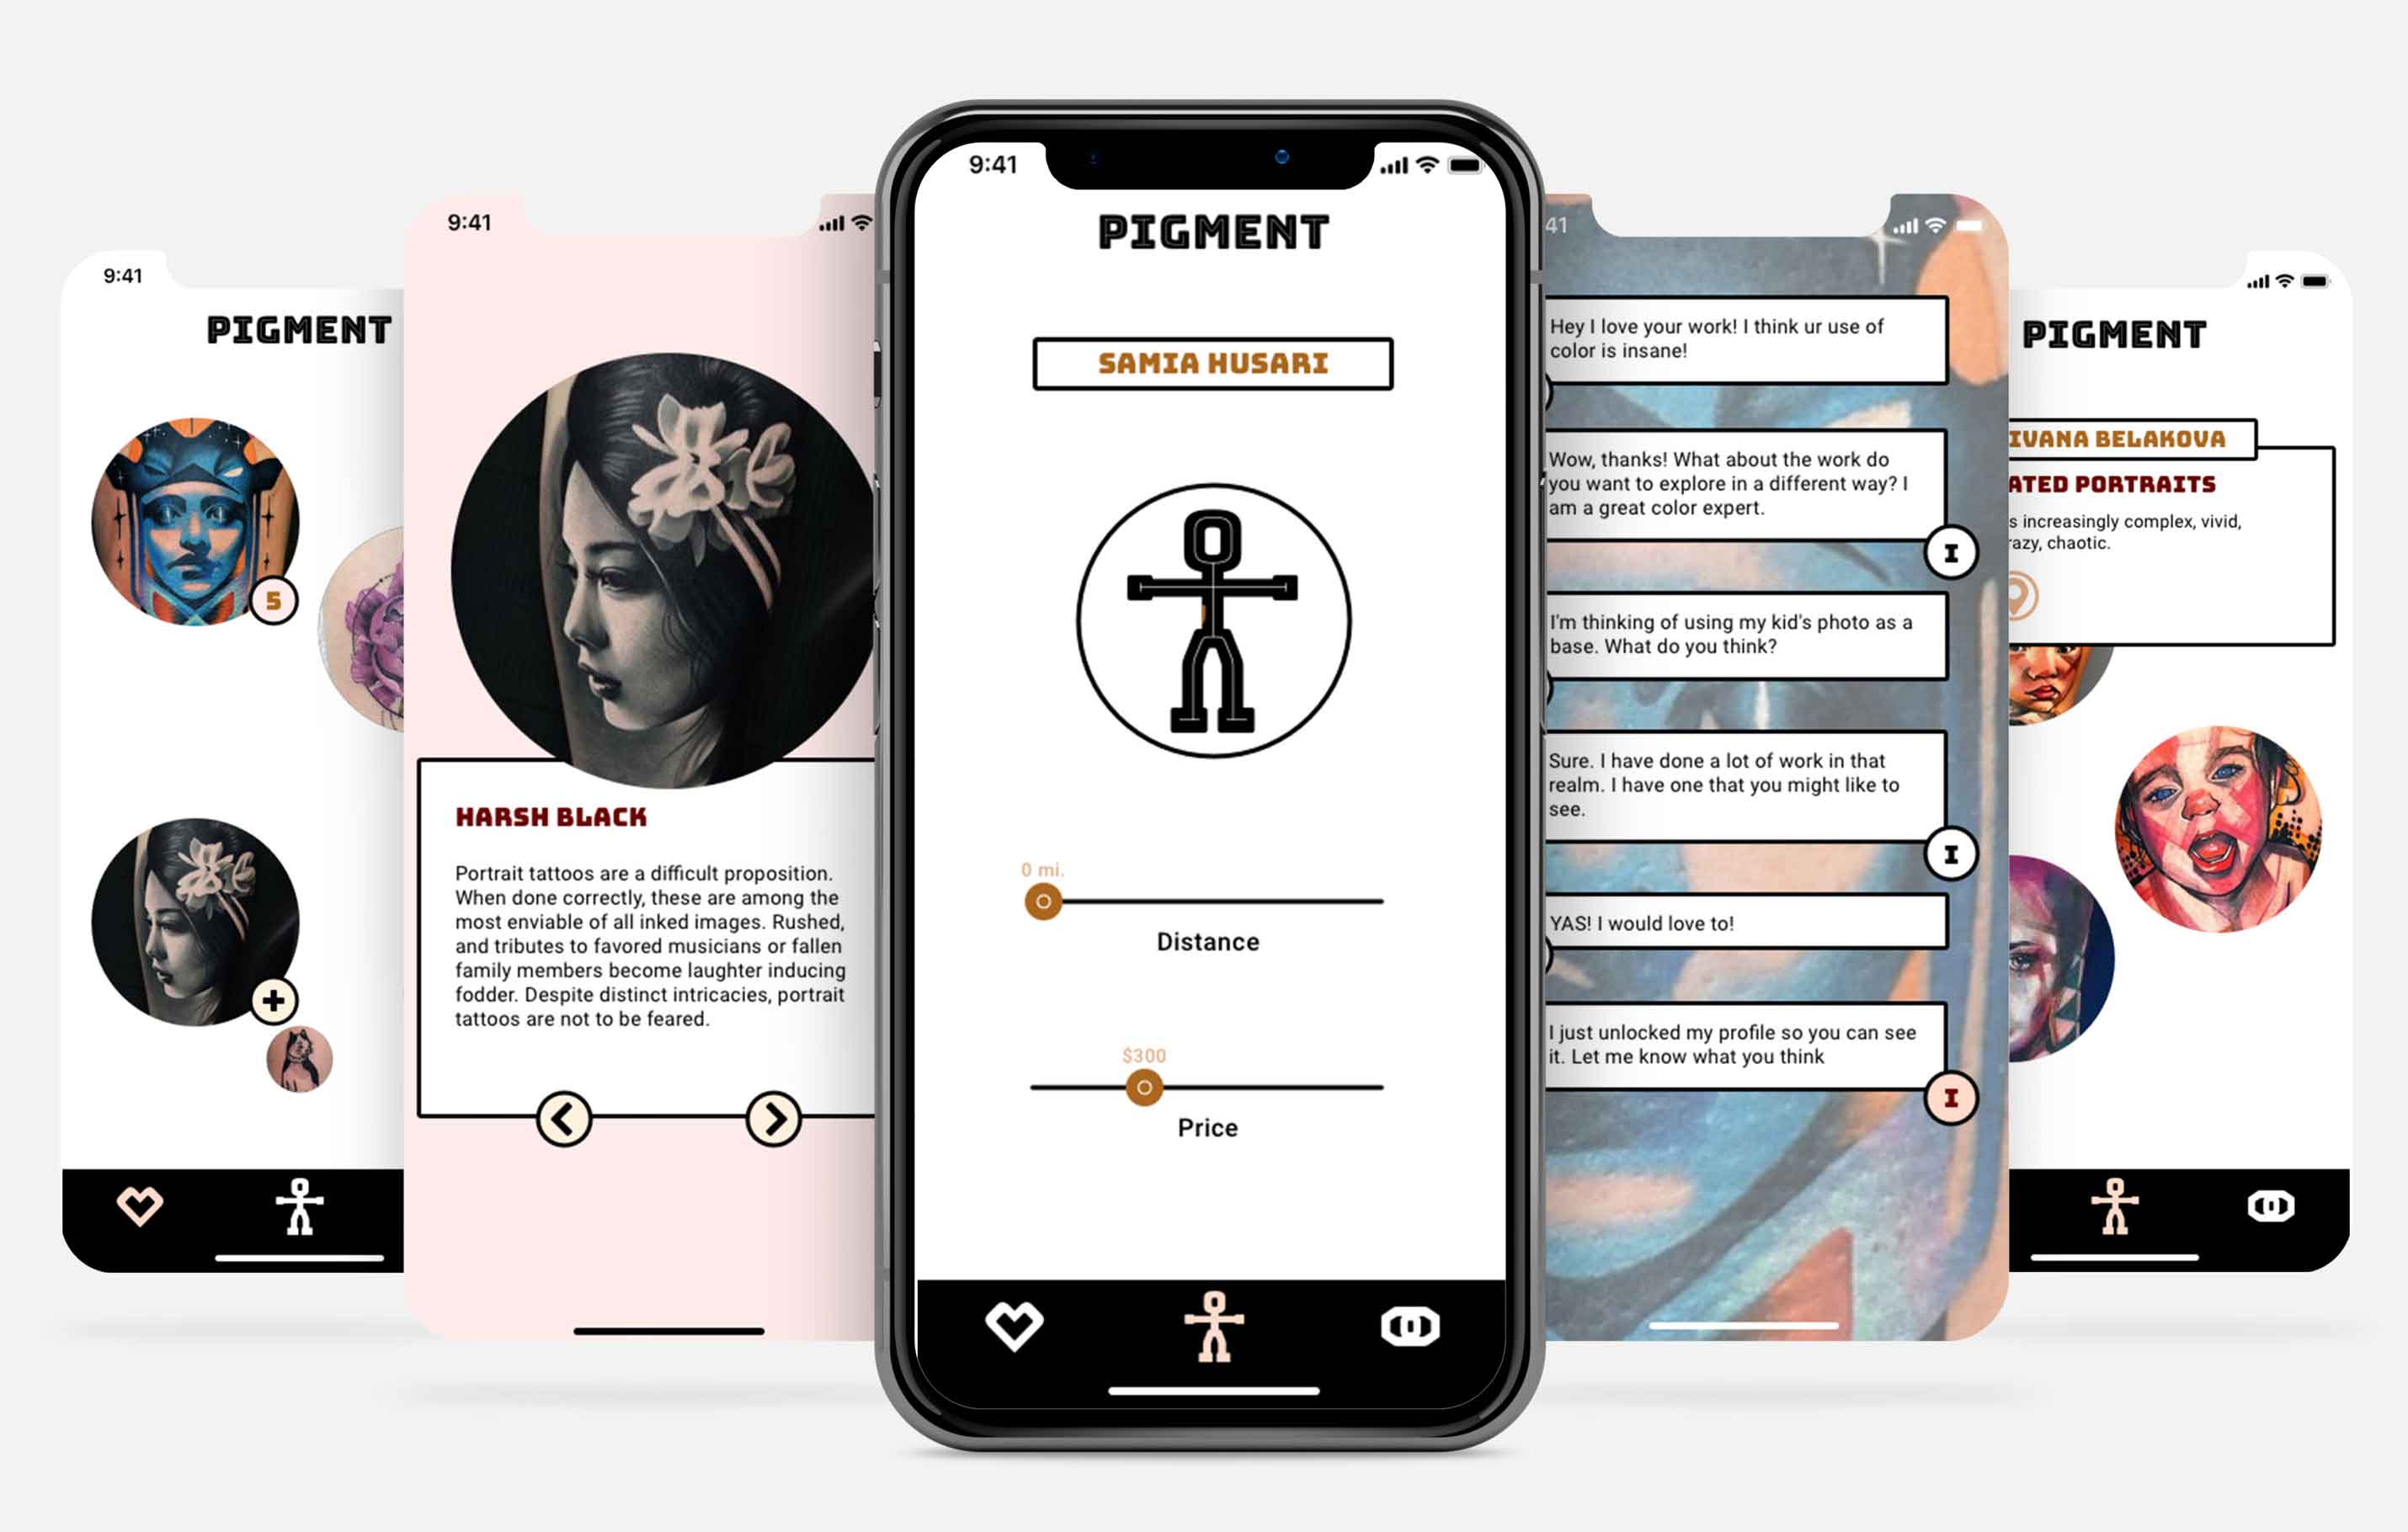 9:41
PIGMENT
5
9:41
HARSH BLACK
Portrait tattoos are a difficult proposition.
When done correctly, these are among the
most enviable of all inked images. Rushed,
and tributes to favored musicians or fallen
family members become laughter inducing
fodder. Despite distinct intricacies, portrait
tattoos are not to be feared.
9:41
PIGMENT
SAMIA HUSARI
0 mi.
Distance
$300
Price
41
Hey I love your work! I think ur use of
color is insane!
Wow, thanks! What about the work do
you want to explore in a different way? I
am a great color expert.
I
I'm thinking of using my kid's photo as a
base. What do you think?
Sure. I have done a lot of work in that
realm. I have one that you might like to
see.
I
YAS! I would love to!
I just unlocked my profile so you can see
it. Let me know what you think
I
PIGMENT
IVANA BELAKOVA
ATED PORTRAITS
s increasingly complex, vivid,
razy, chaotic.